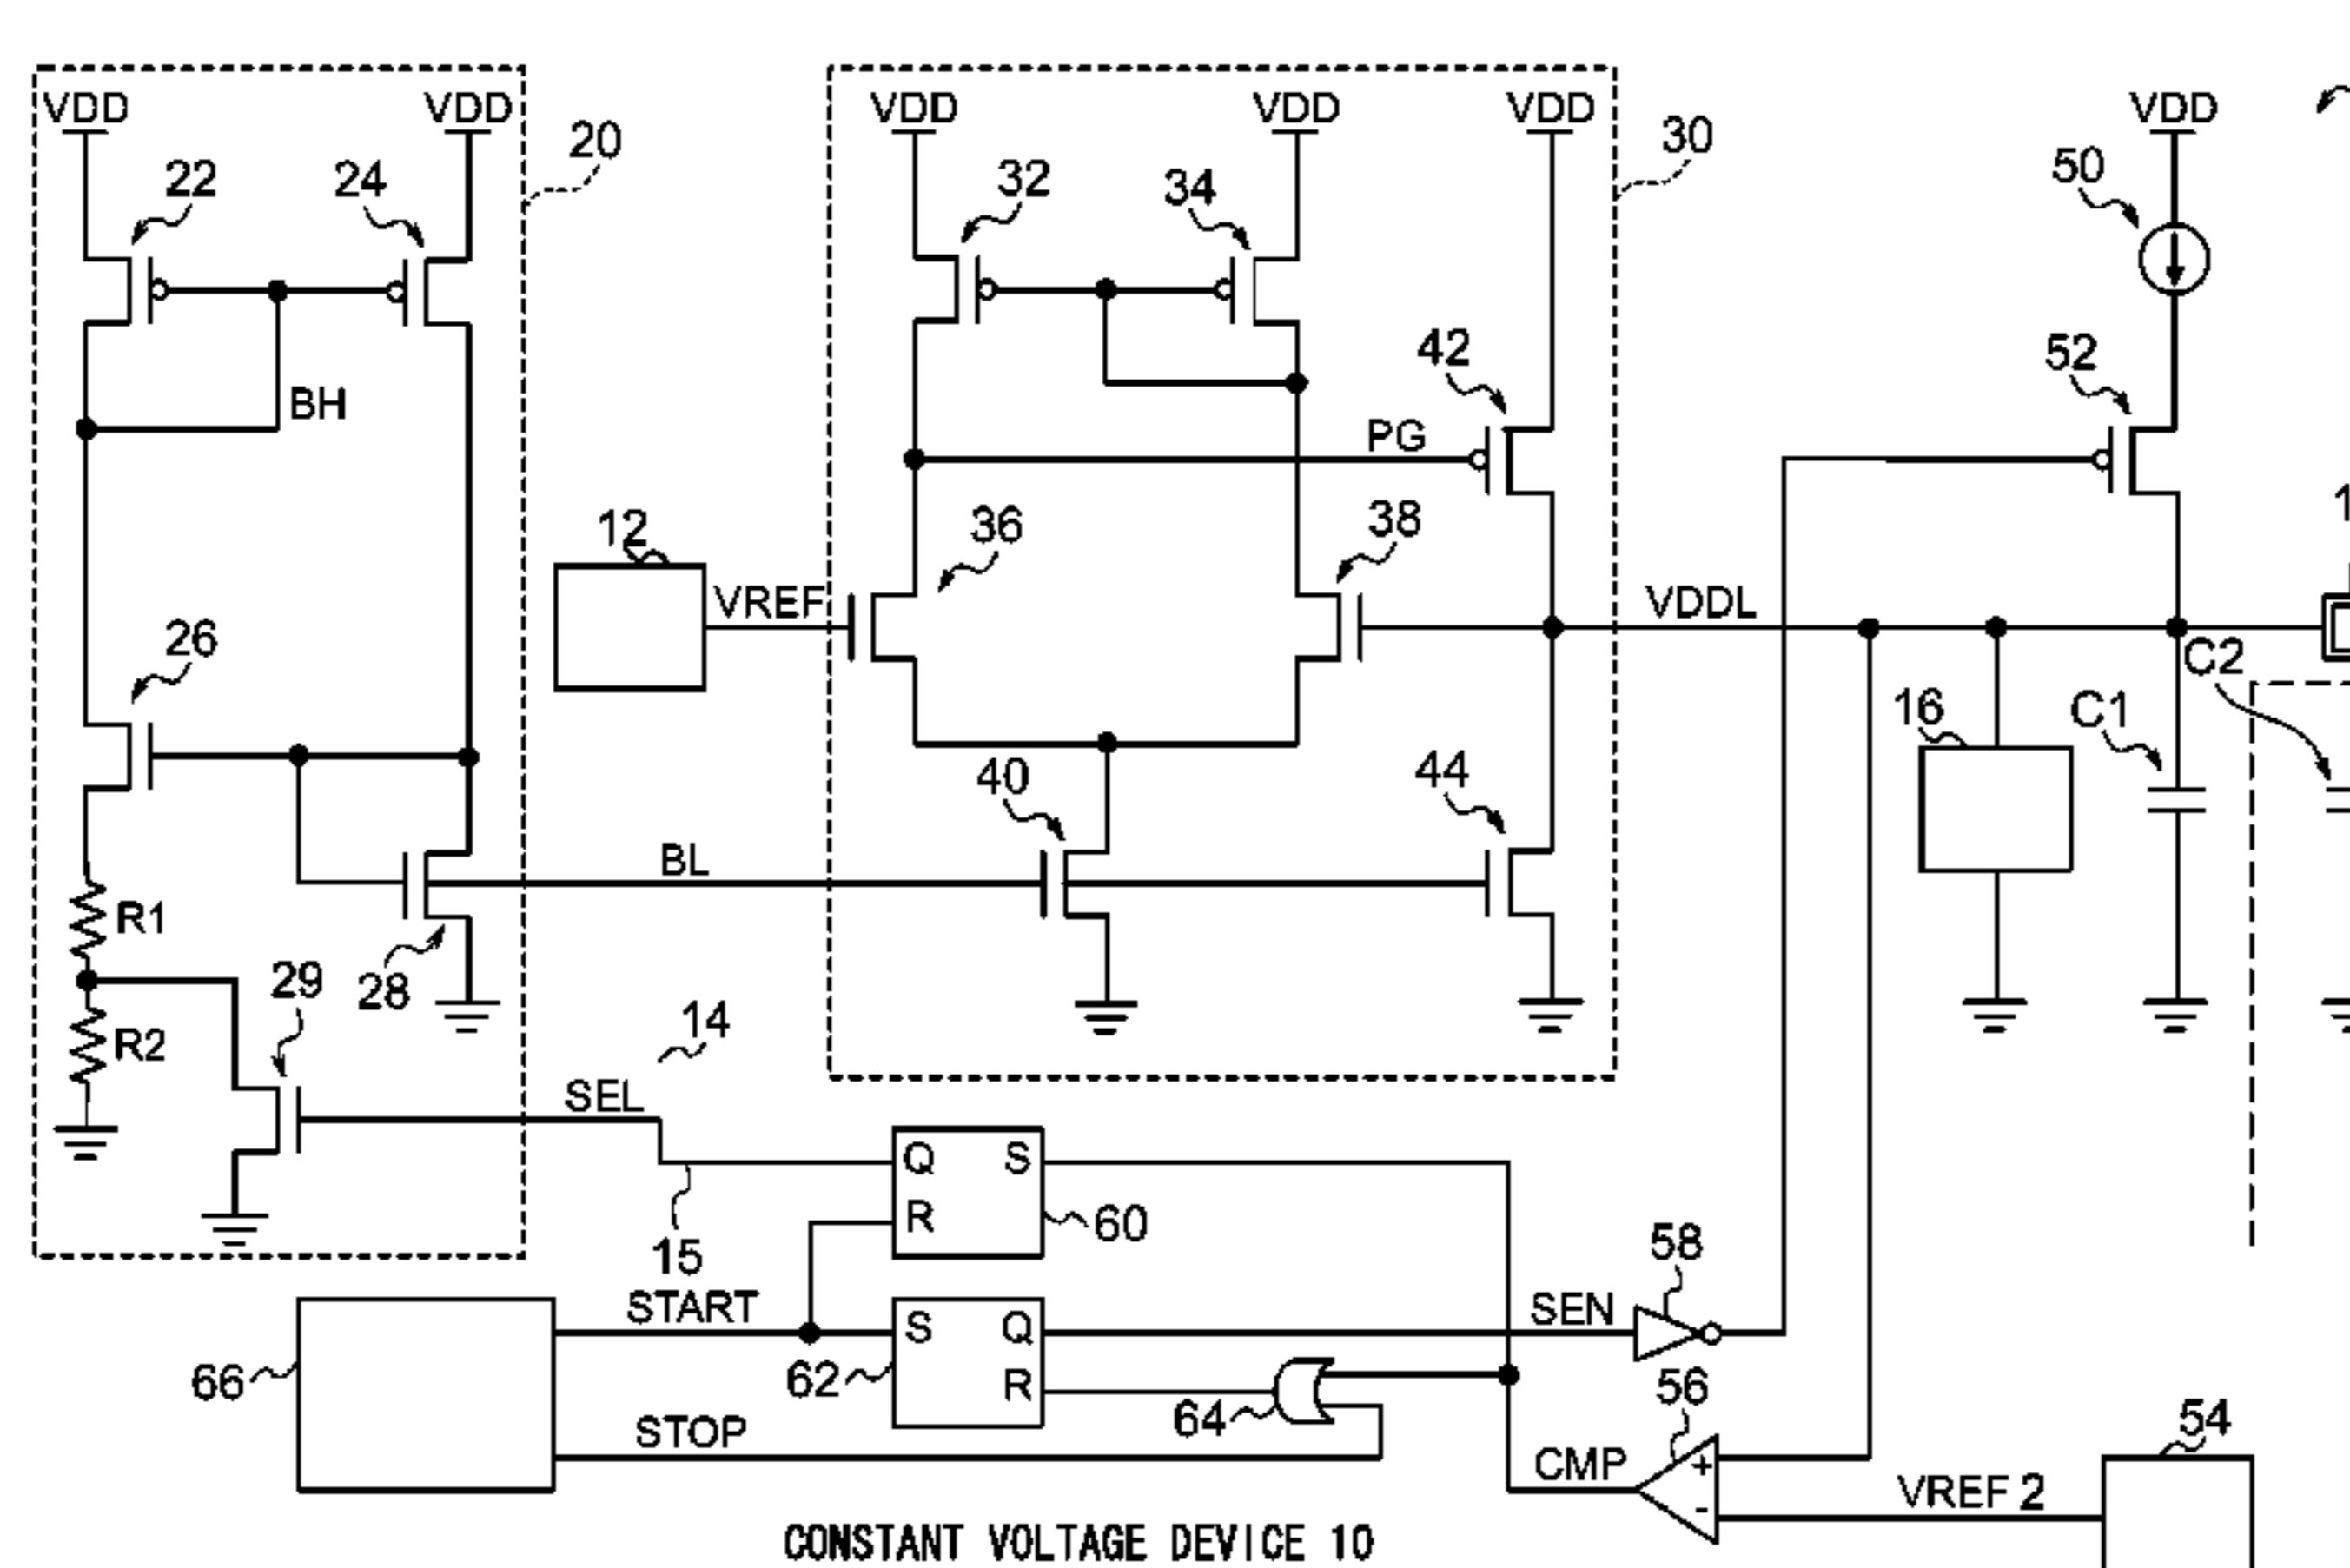 VDD VDD VDD VDD VDD VDD
20 30
22 24 32 34 50
42 52
BH PG
12 36 38 1
VREF VDDL
26 C2
16 C1
40 44
BL
R1
29 28
R2 14
SEL
Q S
R 60
15 58
START S Q SEN
66 62 R 64 56
STOP 54
CMP + VREF 2
-
CONSTANT VOLTAGE DEVICE 10